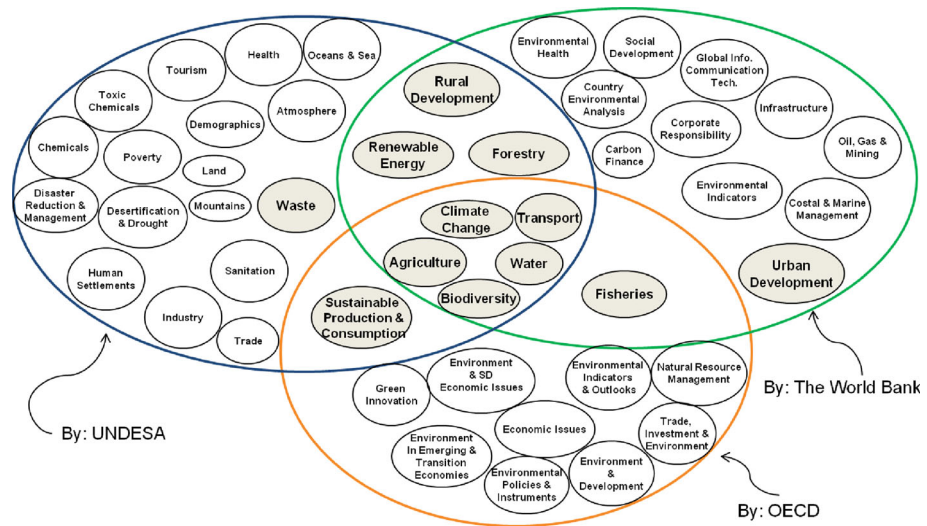 Tourism
Health
Oceans & Sea
Toxic
Chemicals
Demographics
Atmosphere
Chemicals
Poverty
Land
Disaster
Reduction &
Management
Desertification
& Drought
Mountains
Waste
Human
Settlements
Sanitation
Industry
Trade
Rural
Development
Renewable
Energy
Forestry
Climate
Change
Transport
Agriculture
Water
Biodiversity
Sustainable
Production &
Consumption
Fisheries
Environmental
Health
Social
Development
Global Info.
Communication
Tech.
Country
Environmental
Analysis
Corporate
Responsibility
Infrastructure
Carbon
Finance
Oil, Gas &
Mining
Environmental
Indicators
Costal & Marine
Management
Urban
Development
Green
Innovation
Environment
& SD
Economic Issues
Environmental
Indicators
& Outlooks
Natural Resource
Management
Economic Issues
Trade,
Investment &
Environment
Environment
In Emerging &
Transition
Economies
Environmental
Policies &
Instruments
Environment
&
Development
By: UNDESA
By: The World Bank
By: OECD